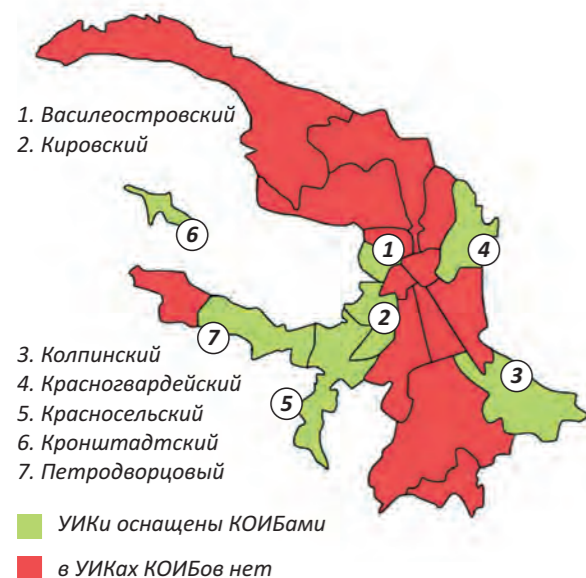 1. Василеостровский
2. Кировский
1
4
6
2
7
3. Колпинский
3
4. Красногвардейский
5. Красносельский
5
6. Кронштадтский
7. Петродворцовый
УИКи оснащены КОИБами
в УИКах КОИБов нет